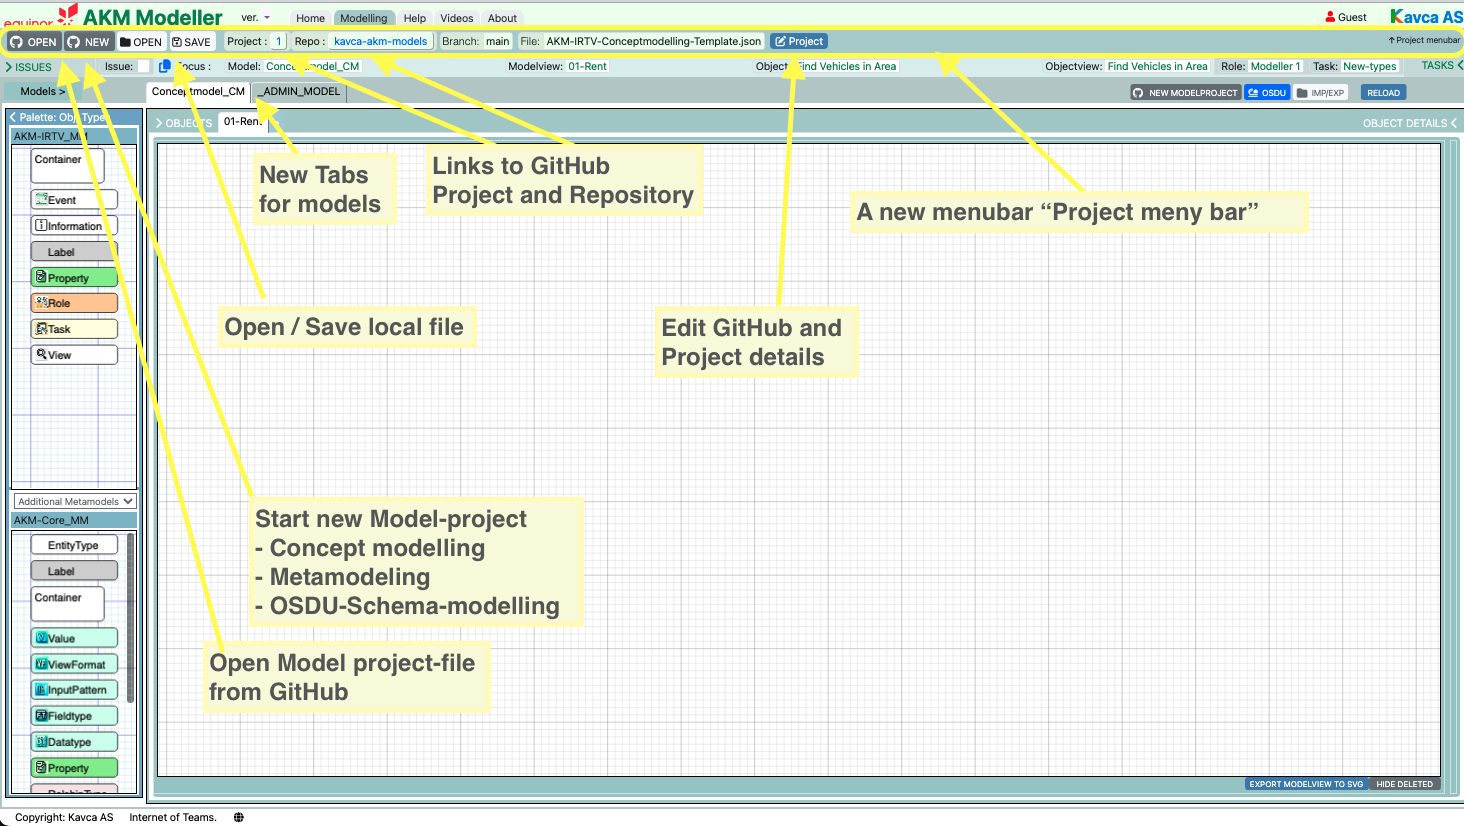 equinor AKM Modeller ver. Home Modelling Help Videos About Guest Kavca AS
OPEN NEW OPEN SAVE Project : 1 Repo : kavca-akm-models Branch: main File: AKM-IRTV-Conceptmodelling-Template.json Project Project menubar
ISSUES Issue: Focus : Model: Conceptmodel_CM Modelview: 01-Rent Object: Find Vehicles in Area Objectview: Find Vehicles in Area Role: Modeller 1 Task: New-types TASKS
Models > Conceptmodel_CM _ADMIN_MODEL NEW MODELPROJECT OSDU IMP/EXP RELOAD
Palette: Obj.Types
OBJECTS 01-Rent OBJECT DETAILS
AKM-IRTV_MM
Container
Event
Information
Label
Property
Role
Task
View
New Tabs
for models
Links to GitHub
Project and Repository
A new menubar “Project meny bar”
Open / Save local file
Edit GitHub and
Project details
Additional Metamodels
AKM-Core_MM
EntityType
Label
Container
Value
ViewFormat
InputPattern
Fieldtype
Datatype
Property
RelshipType
Start new Model-project
- Concept modelling
- Metamodeling
- OSDU-Schema-modelling
Open Model project-file
from GitHub
EXPORT MODELVIEW TO SVG HIDE DELETED
Copyright: Kavca AS Internet of Teams.